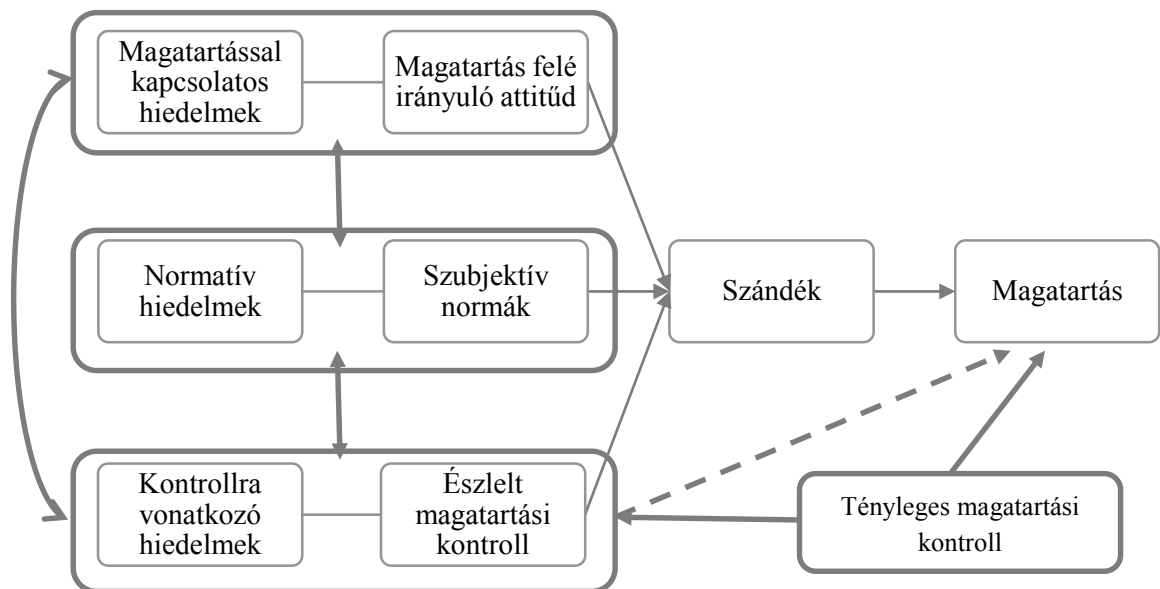 Magatartással
kapcsolatos
hiedelmek
Magatartás felé
irányuló attitűd
Normatív
hiedelmek
Szubjektív
normák
Szándék
Magatartás
Kontrollra
vonatkozó
hiedelmek
Észlelt
magatartási
kontroll
Tényleges magatartási
kontroll